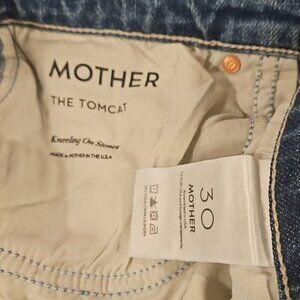 MOTHER
THE TOMCAT
Kneeling On Stones
MADE by MOTHER IN THE U.S.A.
30
MOTHER